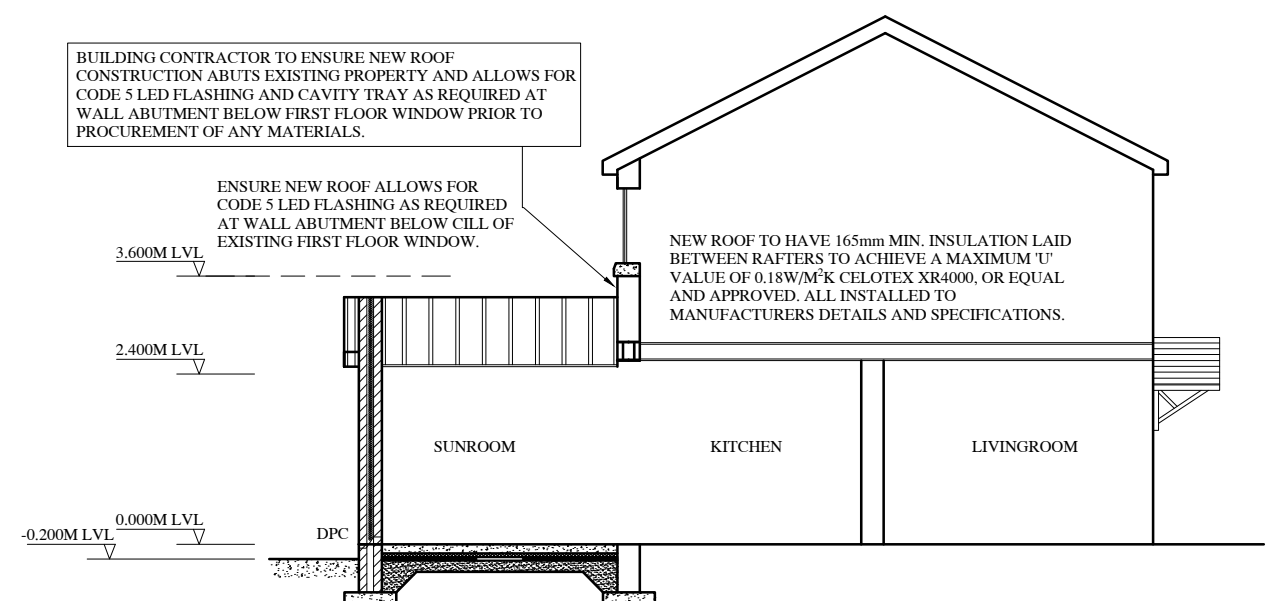 BUILDING CONTRACTOR TO ENSURE NEW ROOF
CONSTRUCTION ABUTS EXISTING PROPERTY AND ALLOWS FOR
CODE 5 LED FLASHING AND CAVITY TRAY AS REQUIRED AT
WALL ABUTMENT BELOW FIRST FLOOR WINDOW PRIOR TO
PROCUREMENT OF ANY MATERIALS.
ENSURE NEW ROOF ALLOWS FOR
CODE 5 LED FLASHING AS REQUIRED
AT WALL ABUTMENT BELOW CILL OF
EXISTING FIRST FLOOR WINDOW.
NEW ROOF TO HAVE 165mm MIN. INSULATION LAID
BETWEEN RAFTERS TO ACHIEVE A MAXIMUM 'U'
VALUE OF 0.18W/M²K CELOTEX XR4000, OR EQUAL
AND APPROVED. ALL INSTALLED TO
MANUFACTURERS DETAILS AND SPECIFICATIONS.
3.600M LVL
2.400M LVL
SUNROOM
KITCHEN
LIVINGROOM
0.000M LVL
DPC
-0.200M LVL